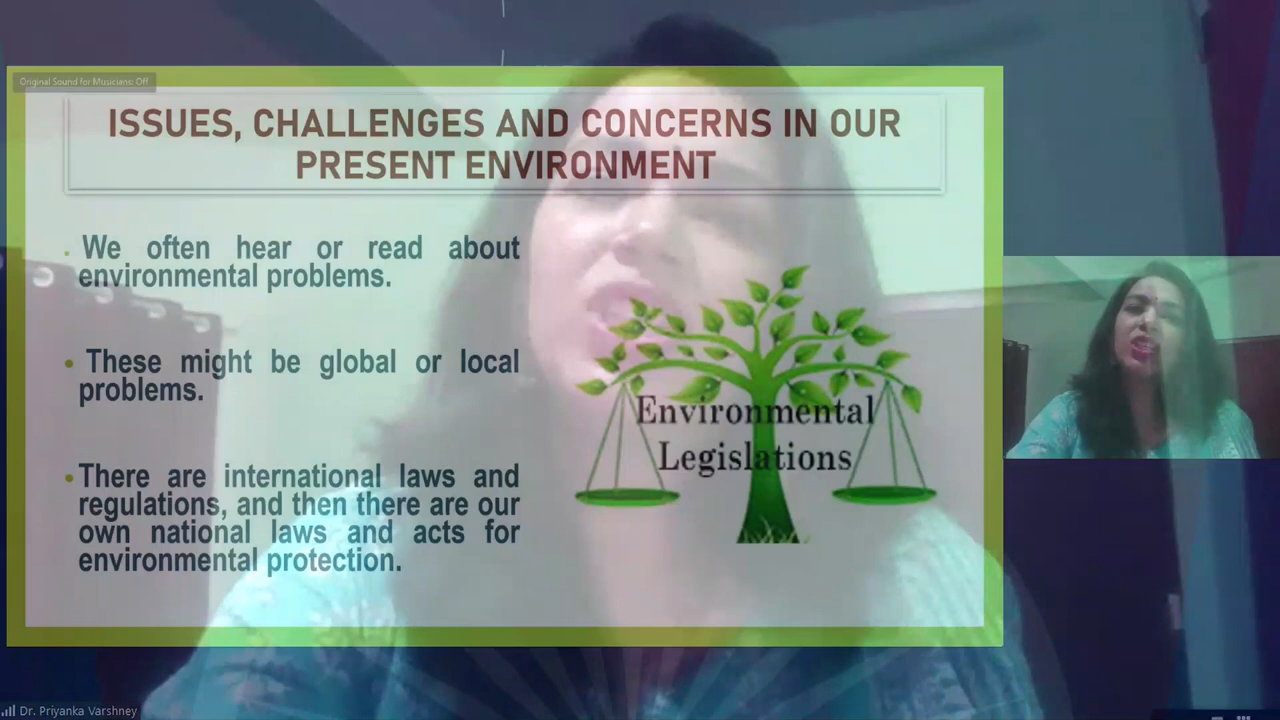 Original Sound for Musicians: Off
ISSUES, CHALLENGES AND CONCERNS IN OUR
PRESENT ENVIRONMENT
. We often hear or read about
environmental problems.
• These might be global or local
problems.
• There are international laws and
regulations, and then there are our
own national laws and acts for
environmental protection.
Environmental
Legislations
Dr. Priyanka Varshney